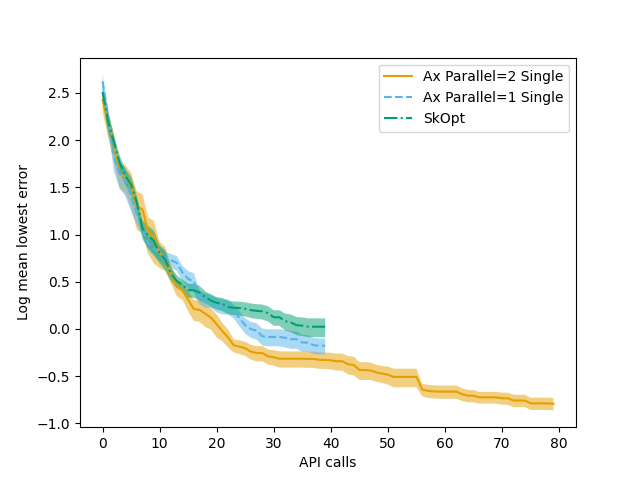 Ax Parallel=2 Single
Ax Parallel=1 Single
SkOpt
Log mean lowest error
2.5
2.0
1.5
1.0
0.5
0.0
−0.5
−1.0
0 10 20 30 40 50 60 70 80
API calls